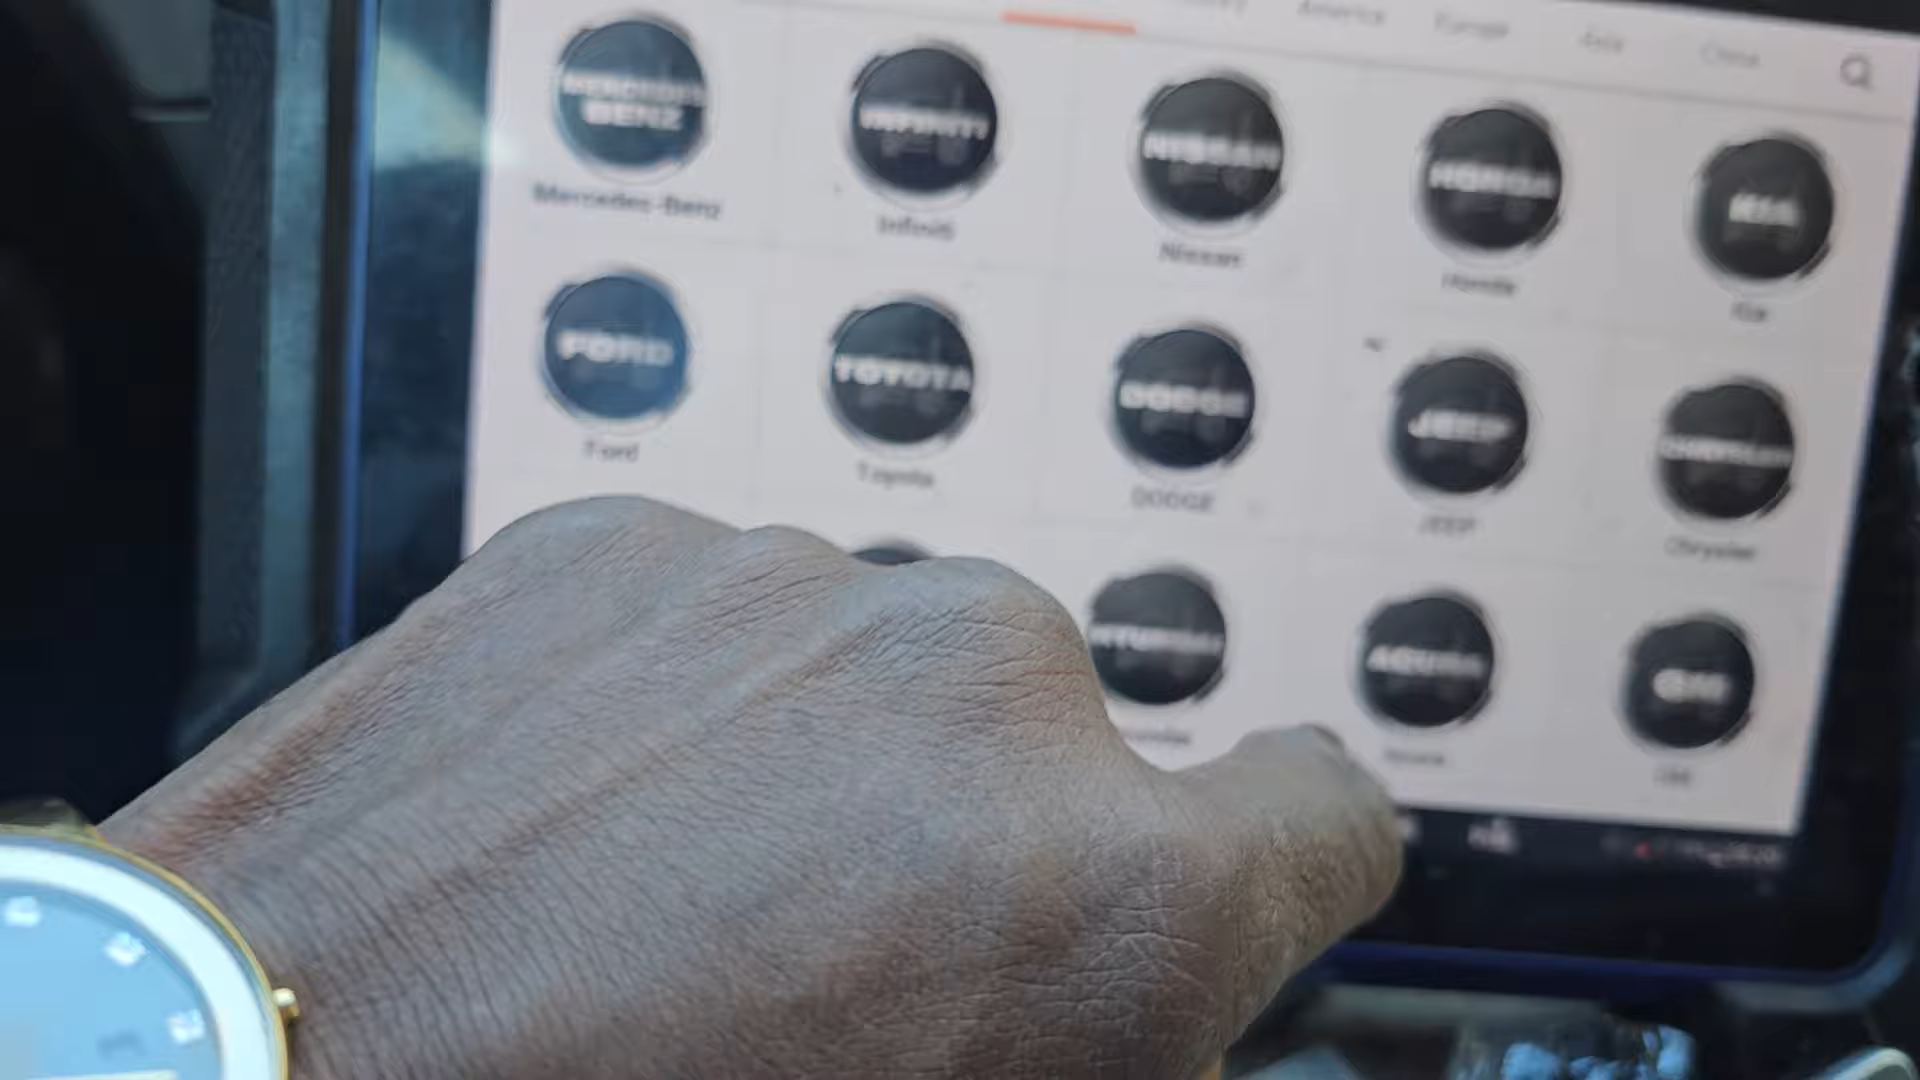 America Europe Asia China
MERCEDES
BENZ
INFINITI
NISSAN
HONDA
KIA
Mercedes-Benz
Infiniti
Nissan
Honda
Kia
FORD
TOYOTA
DODGE
JEEP
CHRYSLER
Ford
Toyota
DODGE
JEEP
Chrysler
HYUNDAI
ACURA
GM
Acura
GM